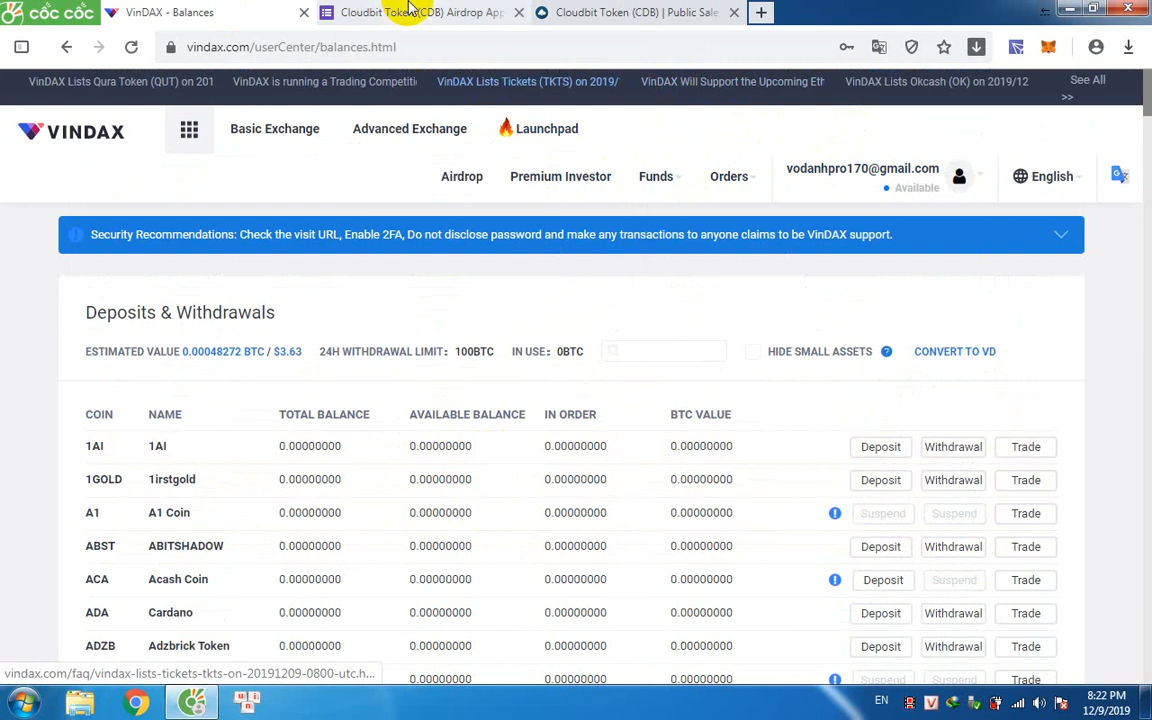 CỐC CỐC
VinDAX - Balances
Cloudbit Token (CDB) Airdrop App
Cloudbit Token (CDB) | Public Sale
vindax.com/userCenter/balances.html
VinDAX Lists Qura Token (QUT) on 201
VinDAX is running a Trading Competiti
VinDAX Lists Tickets (TKTS) on 2019/
VinDAX Will Support the Upcoming Eth
VinDAX Lists Okcash (OK) on 2019/12
See All >>
VINDAX
Basic Exchange
Advanced Exchange
Launchpad
Airdrop
Premium Investor
Funds
Orders
vodanhpro170@gmail.com
Available
English
Security Recommendations: Check the visit URL, Enable 2FA, Do not disclose password and make any transactions to anyone claims to be VinDAX support.
Deposits & Withdrawals
ESTIMATED VALUE 0.00048272 BTC / $3.63 24H WITHDRAWAL LIMIT: 100BTC IN USE: 0BTC HIDE SMALL ASSETS ? CONVERT TO VD
COIN NAME TOTAL BALANCE AVAILABLE BALANCE IN ORDER BTC VALUE
1AI 1AI 0.00000000 0.00000000 0.00000000 0.00000000 Deposit Withdrawal Trade
1GOLD 1irstgold 0.00000000 0.00000000 0.00000000 0.00000000 Deposit Withdrawal Trade
A1 A1 Coin 0.00000000 0.00000000 0.00000000 0.00000000 ! Suspend Suspend Trade
ABST ABITSHADOW 0.00000000 0.00000000 0.00000000 0.00000000 Deposit Withdrawal Trade
ACA Acash Coin 0.00000000 0.00000000 0.00000000 0.00000000 ! Deposit Suspend Trade
ADA Cardano 0.00000000 0.00000000 0.00000000 0.00000000 Deposit Withdrawal Trade
ADZB Adzbrick Token 0.00000000 0.00000000 0.00000000 0.00000000 Deposit Withdrawal Trade
0.00000000 0.00000000 0.00000000 0.00000000 Suspend Suspend Trade
vindax.com/faq/vindax-lists-tickets-tkts-on-20191209-0800-utc.h...
EN
8:22 PM
12/9/2019